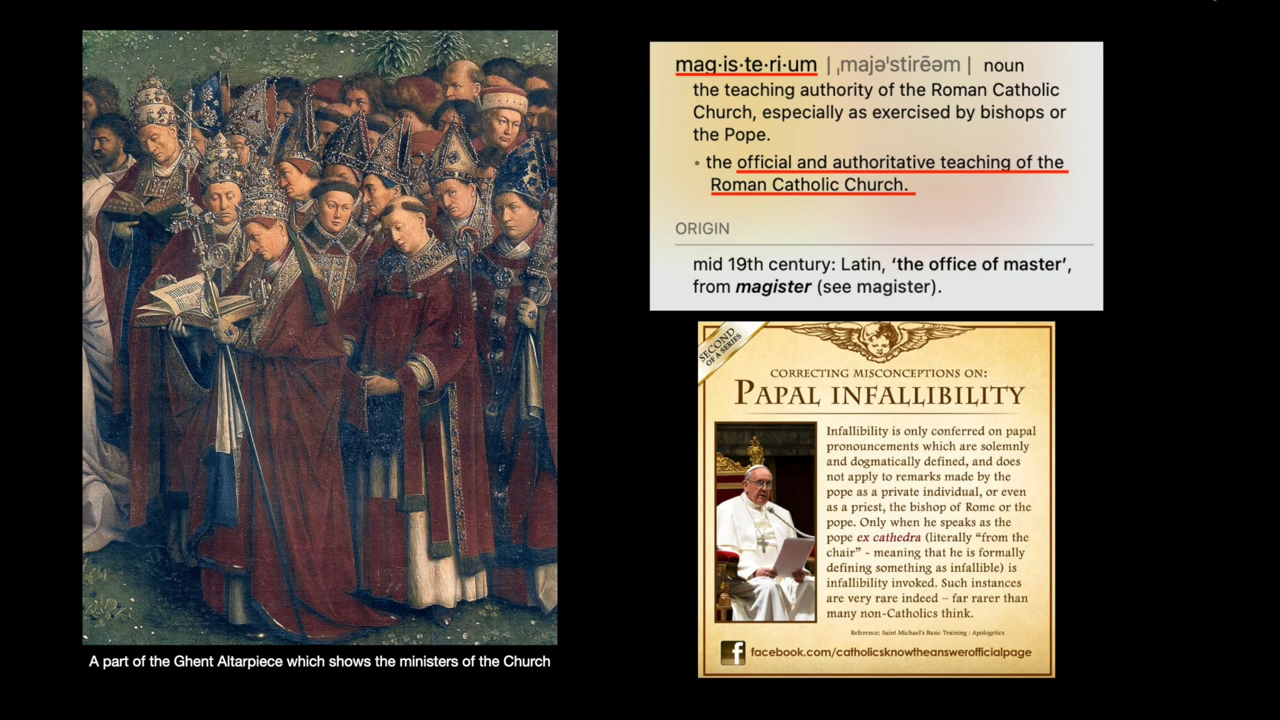 mag·is·te·ri·um | ˌmajəˈstirēəm | noun
the teaching authority of the Roman Catholic
Church, especially as exercised by bishops or
the Pope.
• the official and authoritative teaching of the
Roman Catholic Church.
ORIGIN
mid 19th century: Latin, ‘the office of master’,
from magister (see magister).
SECOND
OF A SERIES
CORRECTING MISCONCEPTIONS ON:
PAPAL INFALLIBILITY
Infallibility is only conferred on papal
pronouncements which are solemnly
and dogmatically defined, and does
not apply to remarks made by the
pope as a private individual, or even
as a priest, the bishop of Rome or the
pope. Only when he speaks as the
pope ex cathedra (literally “from the
chair” - meaning that he is formally
defining something as infallible) is
infallibility invoked. Such instances
are very rare indeed – far rarer than
many non-Catholics think.
Reference: Saint Michael's Basic Training : Apologetics
f facebook.com/catholicsknowtheanswerofficialpage
A part of the Ghent Altarpiece which shows the ministers of the Church